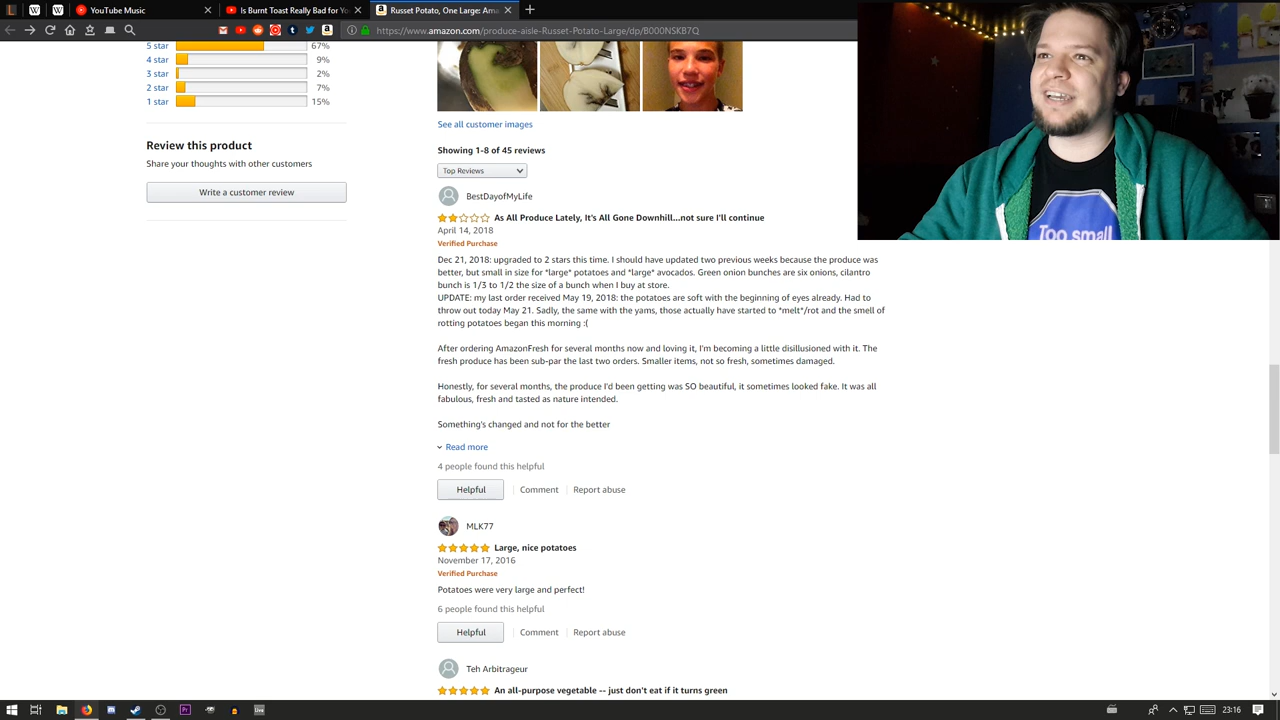 YouTube Music
Is Burnt Toast Really Bad for Yo
Russet Potato, One Large: Ama
https://www.amazon.com/produce-aisle-Russet-Potato-Large/dp/B000NSKB7Q
5 star 67%
4 star 9%
3 star 2%
2 star 7%
1 star 15%
Review this product
Share your thoughts with other customers
Write a customer review
See all customer images
Showing 1-8 of 45 reviews
Top Reviews
BestDayofMyLife
As All Produce Lately, It's All Gone Downhill...not sure I'll continue
April 14, 2018
Verified Purchase
Dec 21, 2018: upgraded to 2 stars this time. I should have updated two previous weeks because the produce was
better, but small in size for *large* potatoes and *large* avocados. Green onion bunches are six onions, cilantro
bunch is 1/3 to 1/2 the size of a bunch when I buy at store.
UPDATE: my last order received May 19, 2018: the potatoes are soft with the beginning of eyes already. Had to
throw out today May 21. Sadly, the same with the yams, those actually have started to *melt*/rot and the smell of
rotting potatoes began this morning :(
After ordering AmazonFresh for several months now and loving it, I'm becoming a little disillusioned with it. The
fresh produce has been sub-par the last two orders. Smaller items, not so fresh, sometimes damaged.
Honestly, for several months, the produce I'd been getting was SO beautiful, it sometimes looked fake. It was all
fabulous, fresh and tasted as nature intended.
Something's changed and not for the better
Read more
4 people found this helpful
Helpful Comment Report abuse
MLK77
Large, nice potatoes
November 17, 2016
Verified Purchase
Potatoes were very large and perfect!
6 people found this helpful
Helpful Comment Report abuse
Teh Arbitrageur
An all-purpose vegetable -- just don't eat if it turns green
Too small
23:16